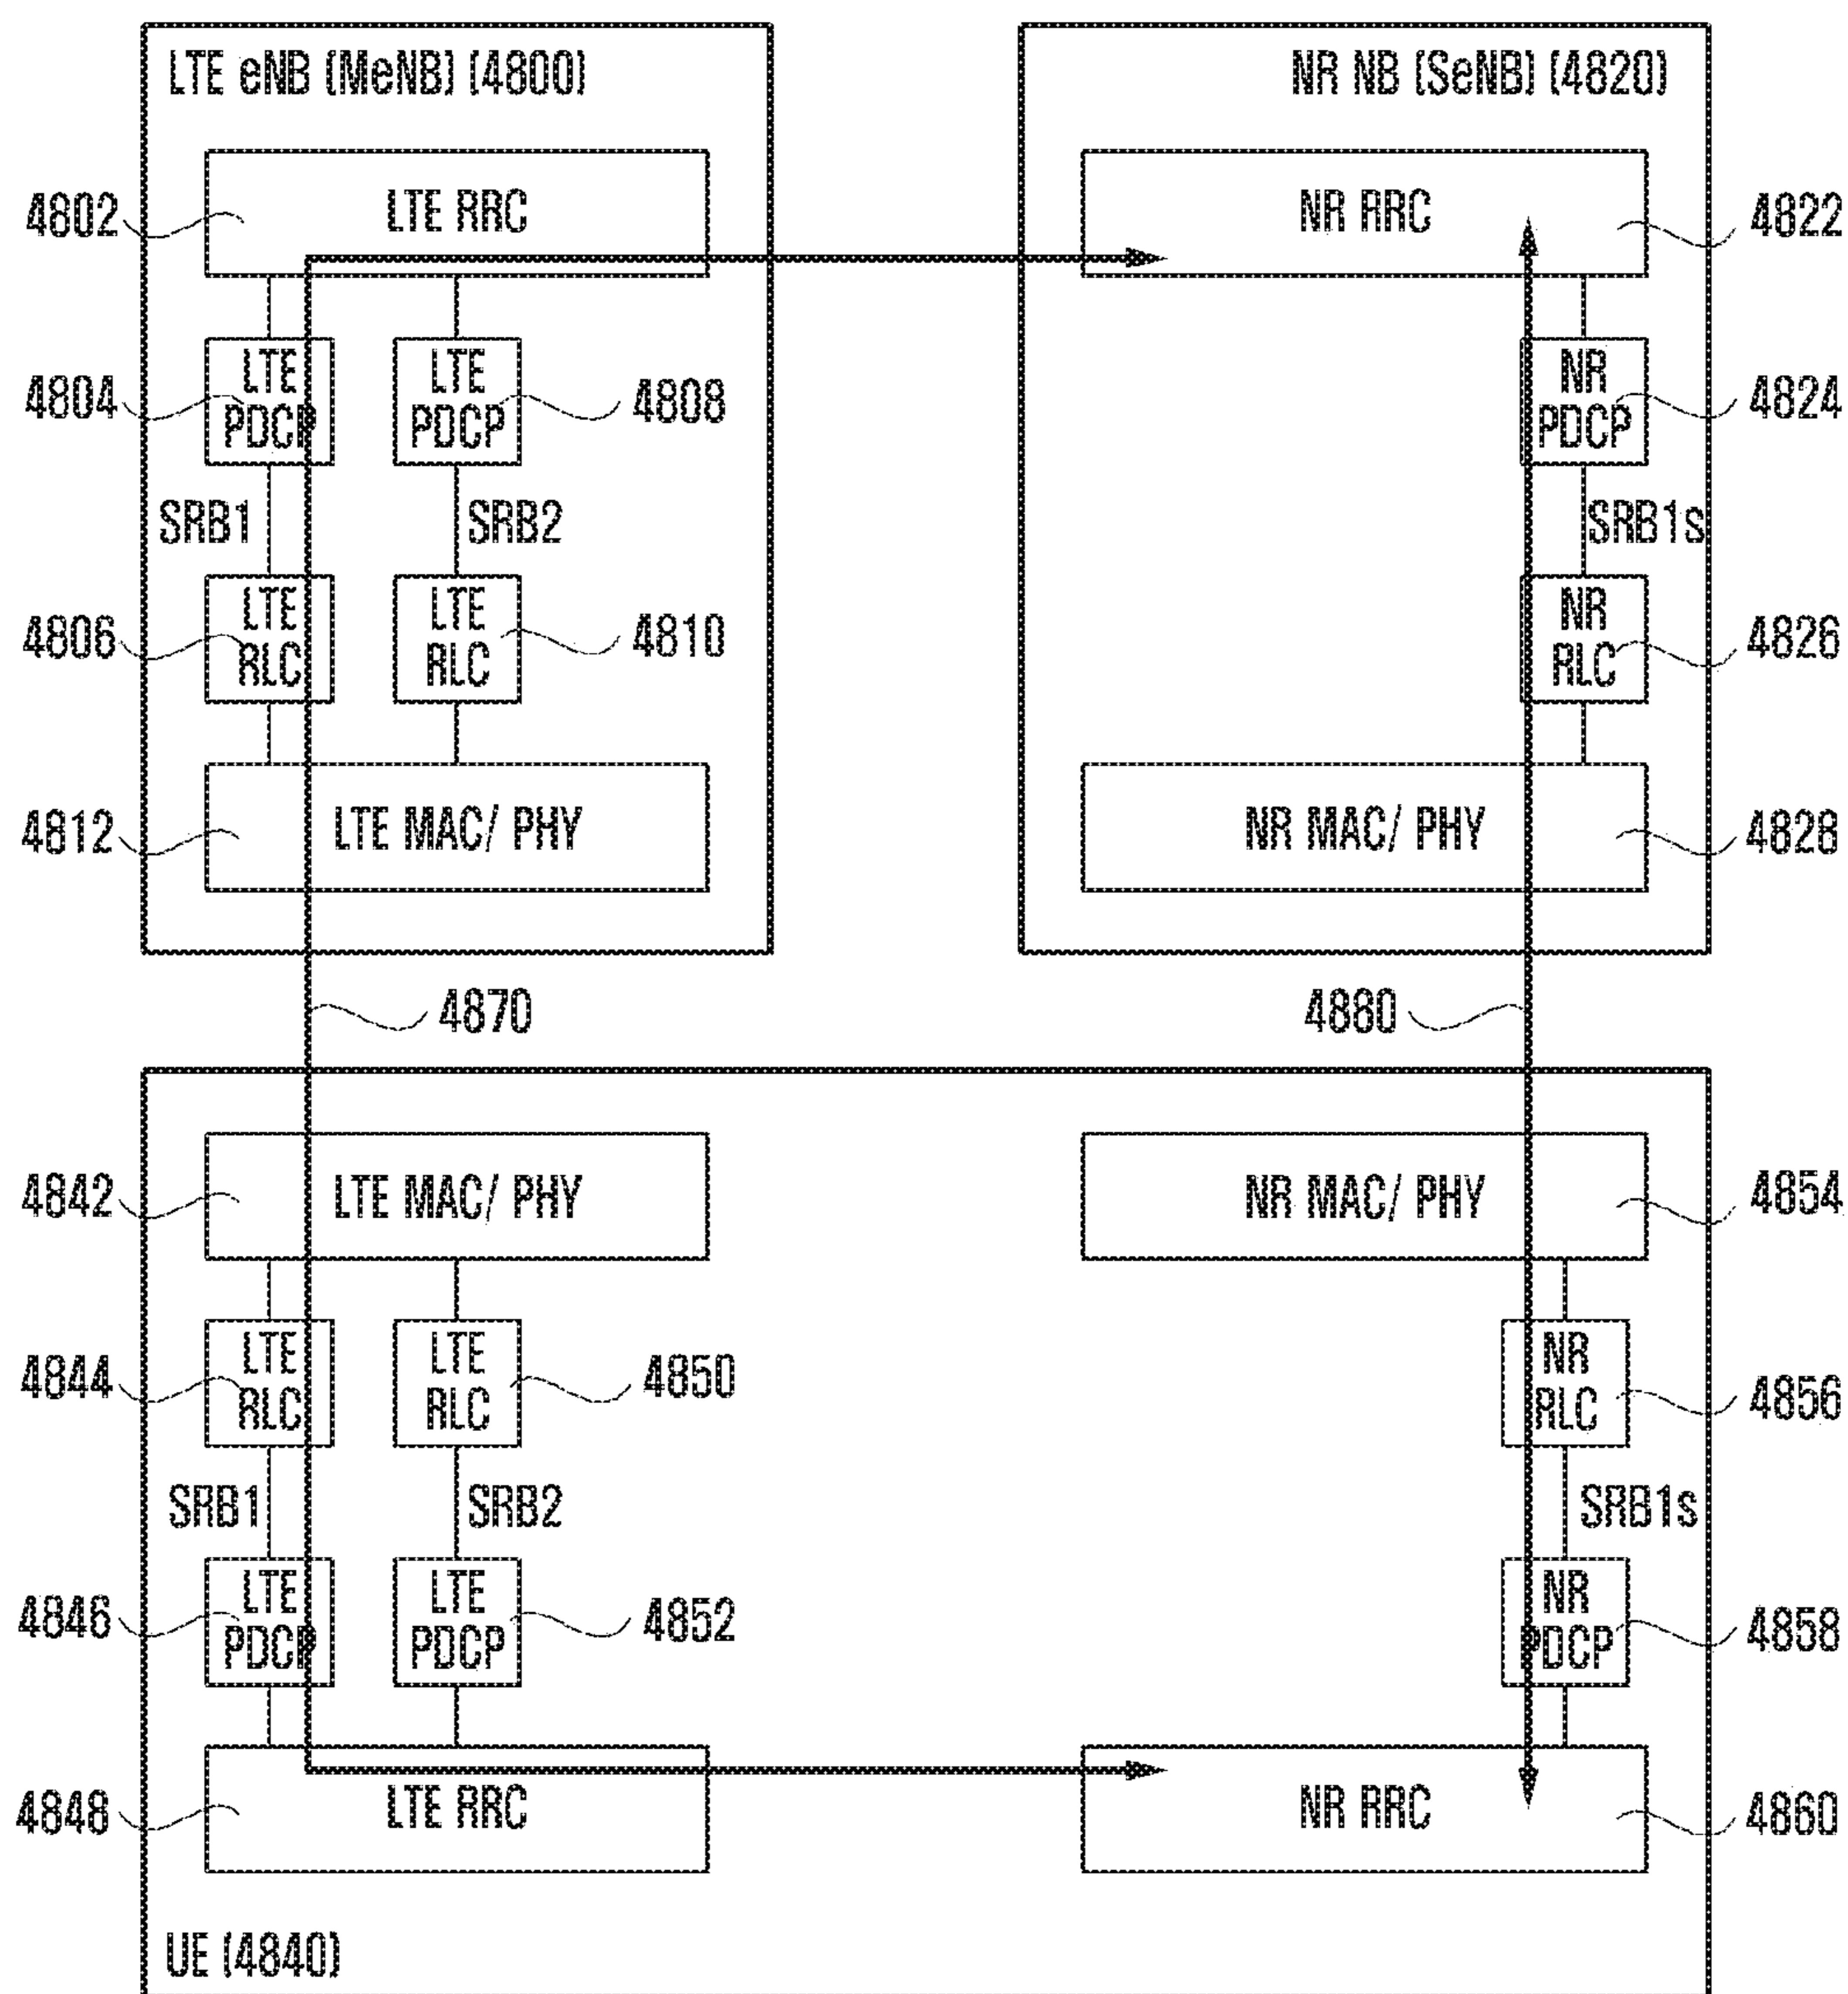 LTE eNB (MeNB) (4800)
NR NB (SeNB) (4820)
4802
LTE RRC
NR RRC
4822
4804
LTE
PDCP
LTE
PDCP
4808
NR
PDCP
4824
SRB1
SRB2
SRB1s
4806
LTE
RLC
LTE
RLC
4810
NR
RLC
4826
4812
LTE MAC/ PHY
NR MAC/ PHY
4828
4870
4880
4842
LTE MAC/ PHY
NR MAC/ PHY
4854
4844
LTE
RLC
LTE
RLC
4850
NR
RLC
4856
SRB1
SRB2
SRB1s
4846
LTE
PDCP
LTE
PDCP
4852
NR
PDCP
4858
4848
LTE RRC
NR RRC
4860
UE (4840)